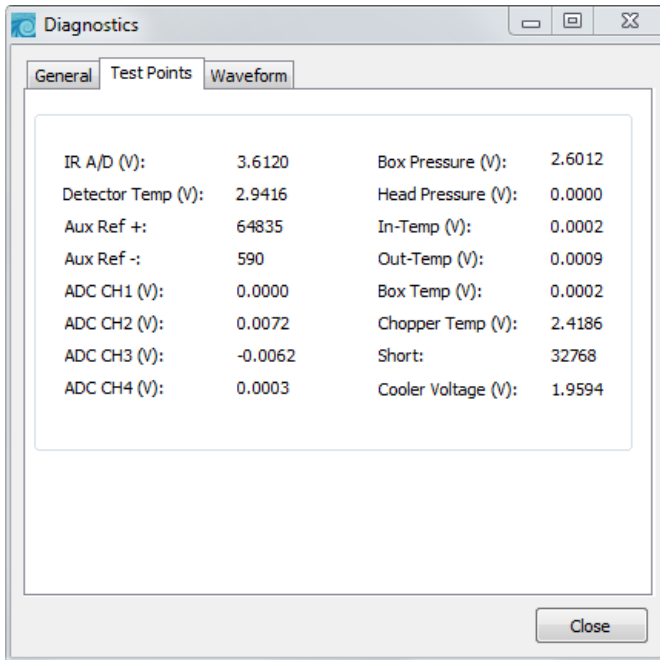 Diagnostics
General Test Points Waveform
IR A/D (V): 3.6120 Box Pressure (V): 2.6012
Detector Temp (V): 2.9416 Head Pressure (V): 0.0000
Aux Ref +: 64835 In-Temp (V): 0.0002
Aux Ref -: 590 Out-Temp (V): 0.0009
ADC CH1 (V): 0.0000 Box Temp (V): 0.0002
ADC CH2 (V): 0.0072 Chopper Temp (V): 2.4186
ADC CH3 (V): -0.0062 Short: 32768
ADC CH4 (V): 0.0003 Cooler Voltage (V): 1.9594
Close